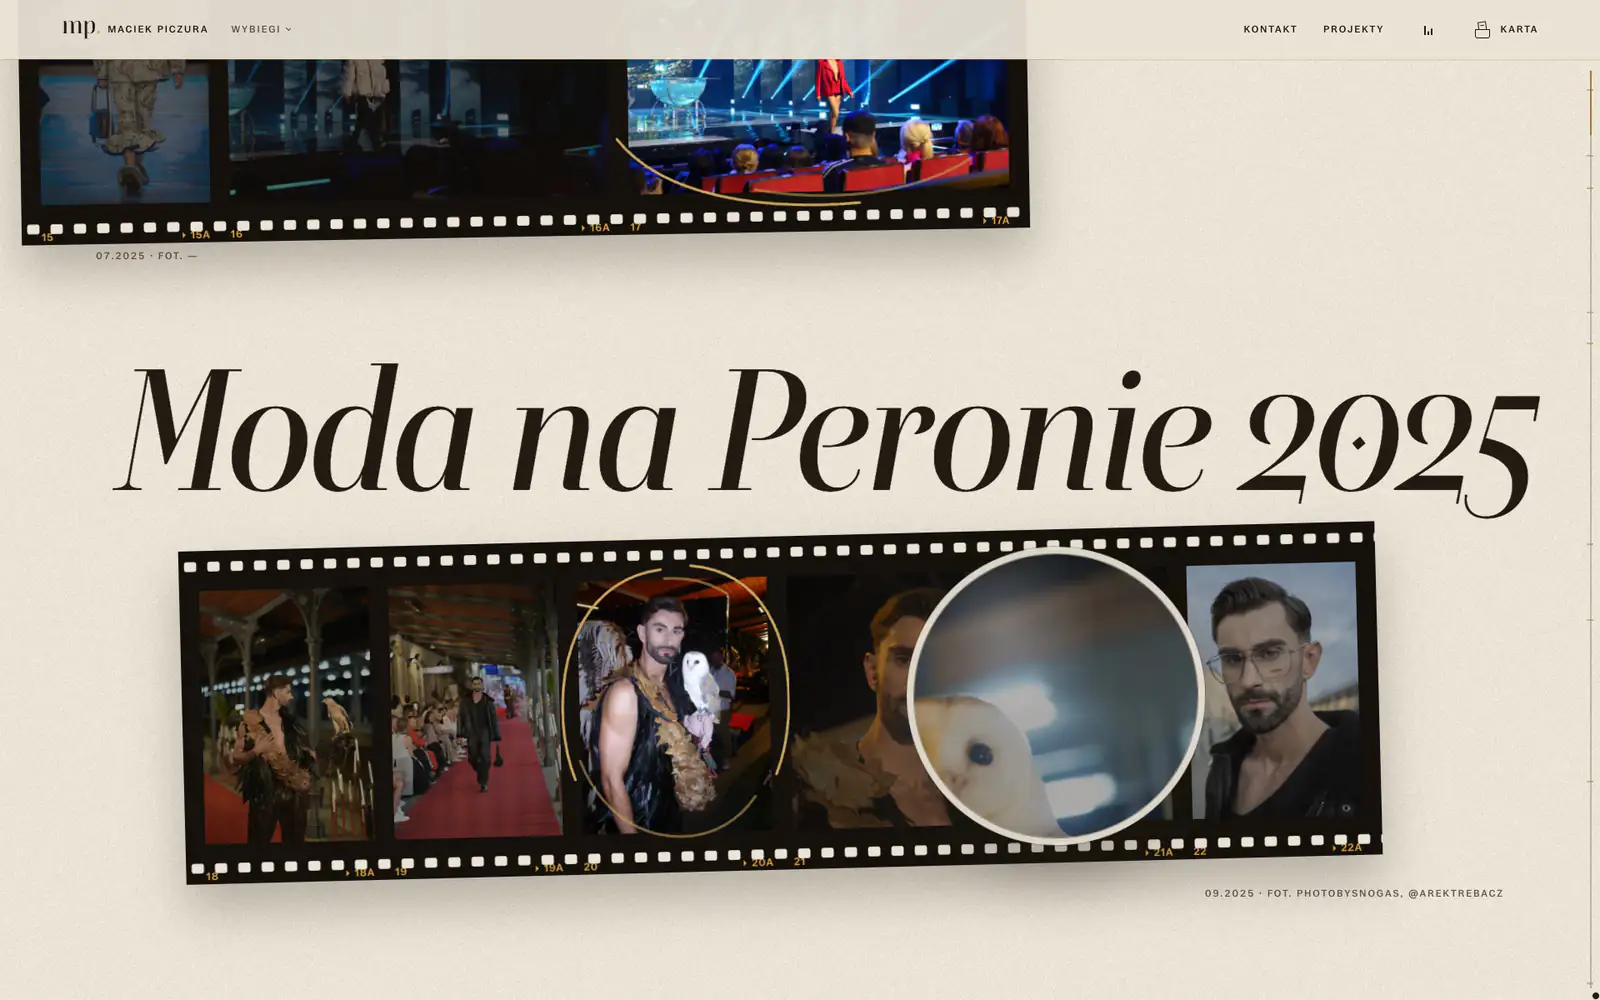 mp. MACIEK PICZURA WYBIEGI KONTAKT PROJEKTY KARTA
15 15A 16 16A 17 17A
07.2025 · FOT. —
Moda na Peronie 2025
18 18A 19 19A 20 20A 21 21A 22 22A
09.2025 · FOT. PHOTOBYSNOGAS, @AREKTREBACZ